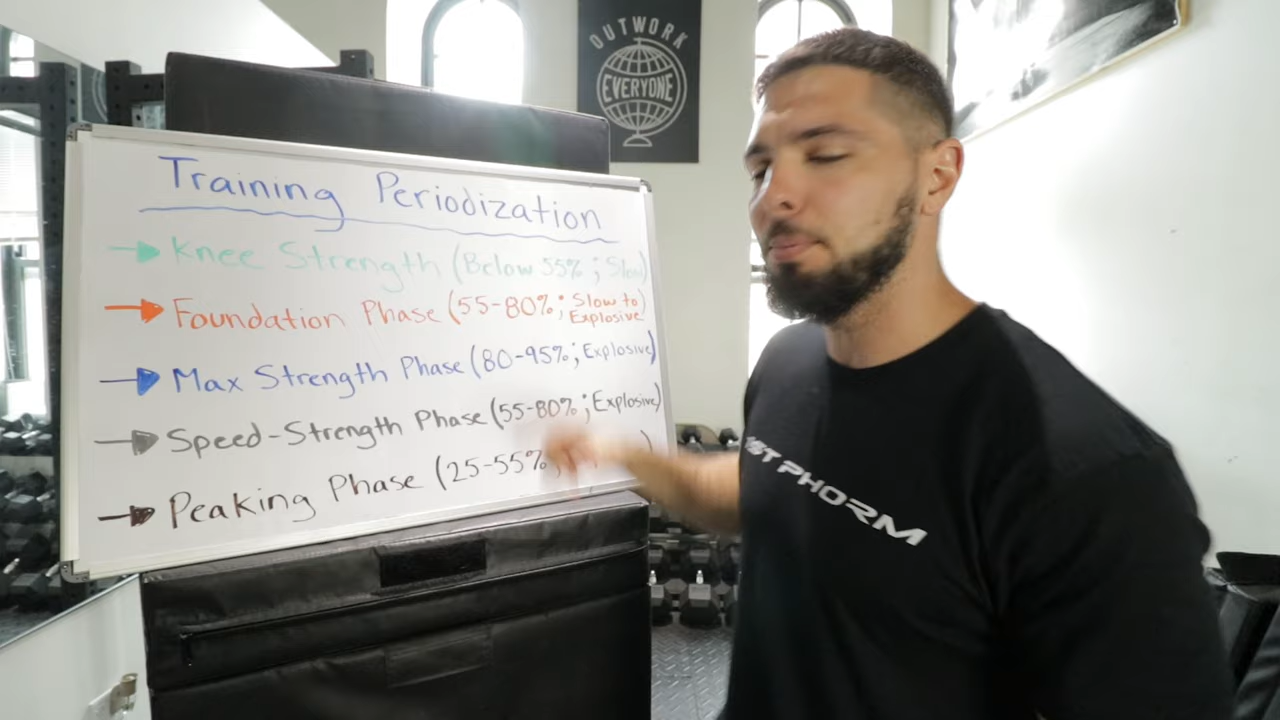 OUTWORK
EVERYONE
Training Periodization
Knee Strength (Below 55% ; Slow)
Foundation Phase (55-80% ; Slow to
Explosive)
Max Strength Phase (80-95% ; Explosive)
Speed-Strength Phase (55-80% ; Explosive)
Peaking Phase (25-55% )
1ST PHORM